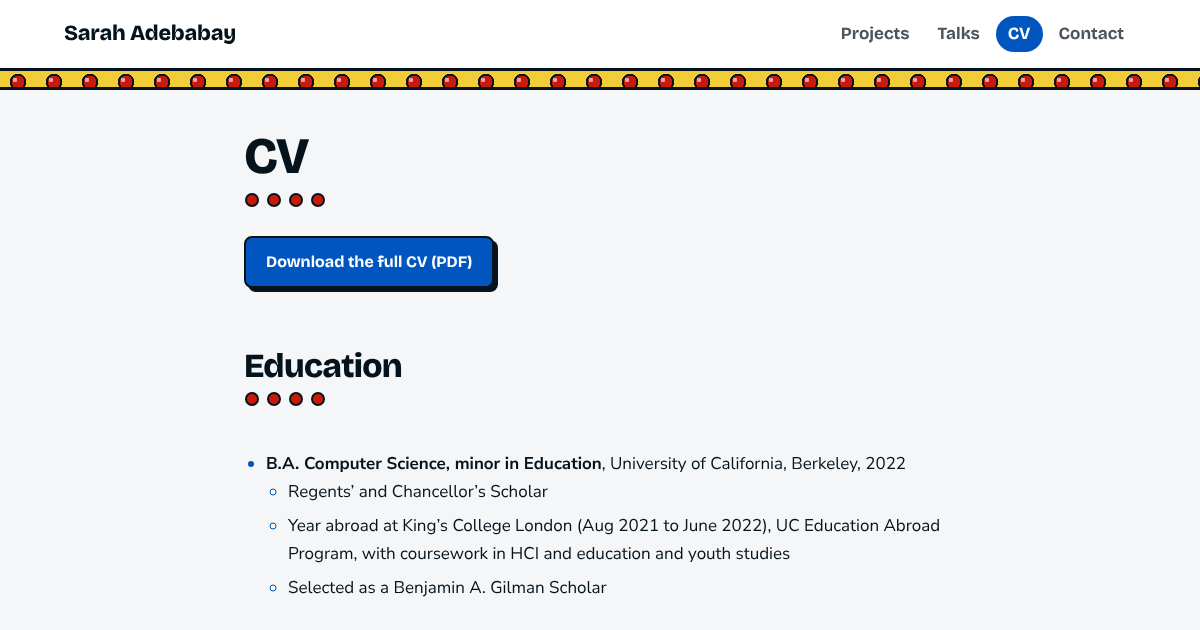 Sarah Adebabay
Projects Talks CV Contact
CV
Download the full CV (PDF)
Education
B.A. Computer Science, minor in Education, University of California, Berkeley, 2022
Regents’ and Chancellor’s Scholar
Year abroad at King’s College London (Aug 2021 to June 2022), UC Education Abroad
Program, with coursework in HCI and education and youth studies
Selected as a Benjamin A. Gilman Scholar